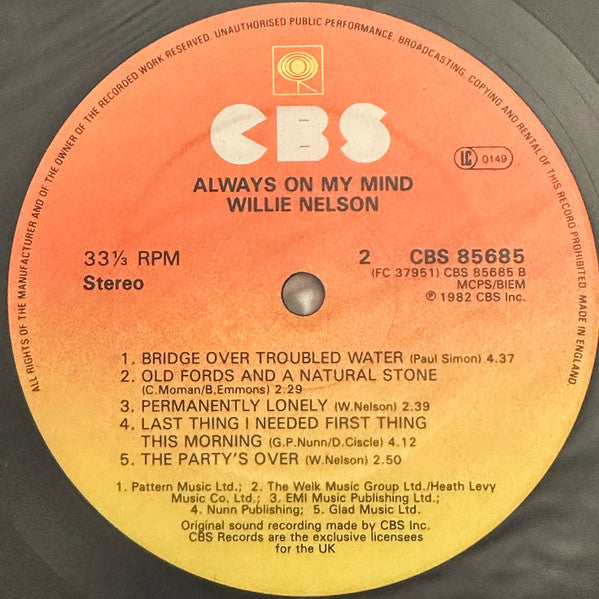 ALL RIGHTS OF THE MANUFACTURER AND OF THE OWNER OF THE RECORDED WORK RESERVED. UNAUTHORISED PUBLIC PERFORMANCE, BROADCASTING, COPYING AND RENTAL OF THIS RECORD PROHIBITED. MADE IN ENGLAND.
CBS
LC 0149
ALWAYS ON MY MIND
WILLIE NELSON
33⅓ RPM
Stereo
2 CBS 85685
(FC 37951) CBS 85685 B
MCPS/BIEM
℗ 1982 CBS Inc.
1. BRIDGE OVER TROUBLED WATER (Paul Simon) 4.37
2. OLD FORDS AND A NATURAL STONE
(C.Moman/B.Emmons) 2.29
3. PERMANENTLY LONELY (W.Nelson) 2.39
4. LAST THING I NEEDED FIRST THING
THIS MORNING (G.P.Nunn/D.Ciscle) 4.12
5. THE PARTY'S OVER (W.Nelson) 2.50
1. Pattern Music Ltd.; 2. The Welk Music Group Ltd./Heath Levy
Music Co. Ltd.; 3. EMI Music Publishing Ltd.;
4. Nunn Publishing; 5. Glad Music Ltd.
Original sound recording made by CBS Inc.
CBS Records are the exclusive licensees
for the UK